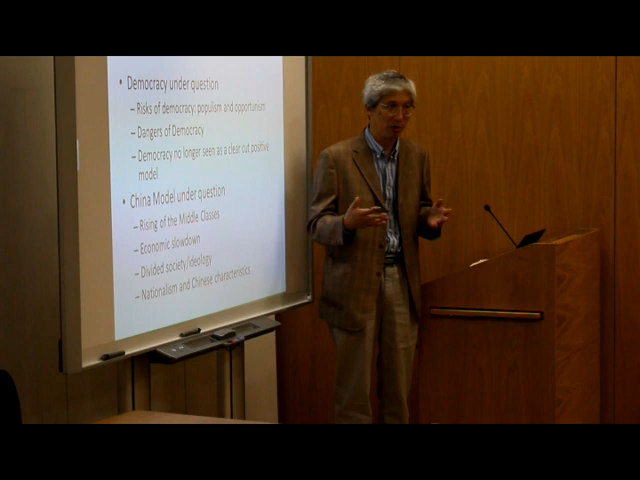 • Democracy under question
– Risks of democracy: populism and opportunism
– Dangers of Democracy
– Democracy no longer seen as a clear cut positive
model
• China Model under question
– Rising of the Middle Classes
– Economic slowdown
– Divided society/ideology
– Nationalism and Chinese characteristics